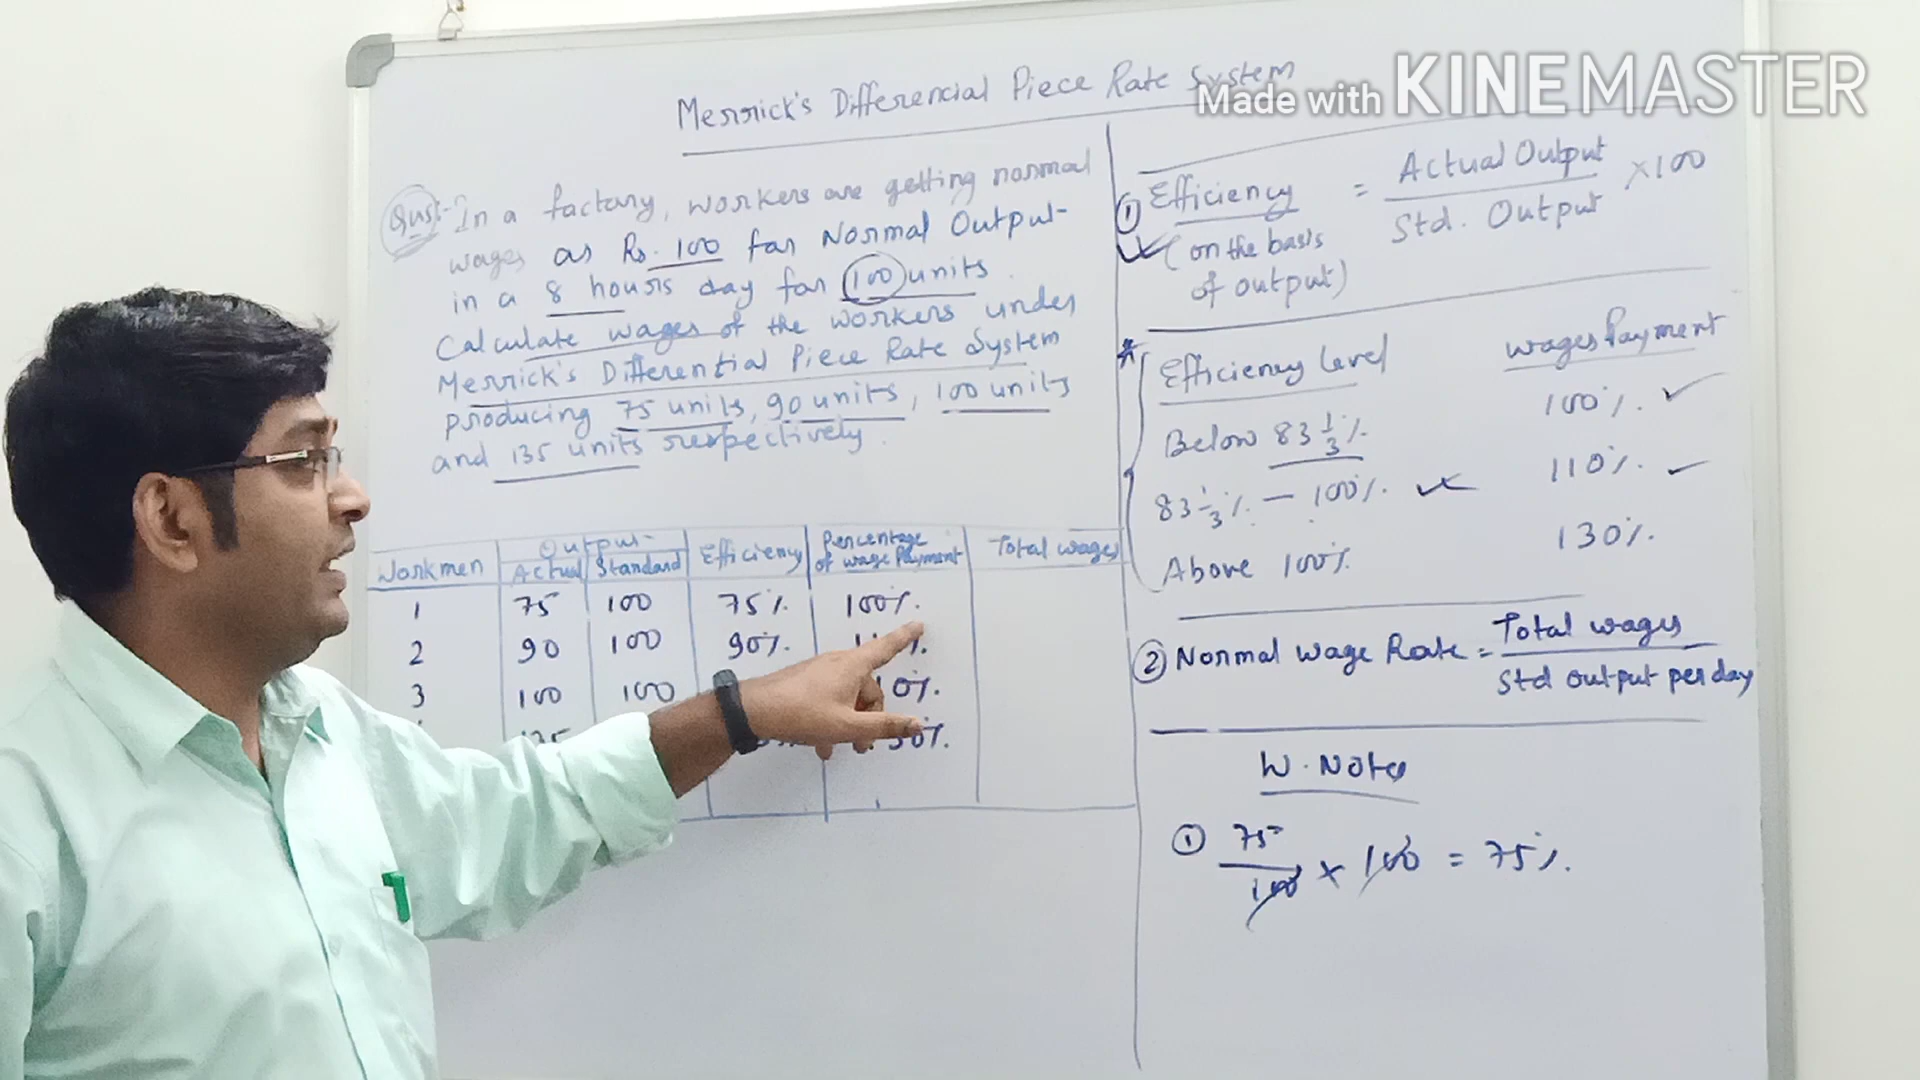 Made with KINEMASTER
Merrick's Differencial Piece Rate System
Qus:- In a factory, workers are getting normal
wages as Rs. 100 for Normal Output
in a 8 hours day for 100 units.
Calculate wages of the workers under
Merrick's Differential Piece Rate System
producing 75 units, 90 units, 100 units
and 135 units respectively.
Workmen Output Efficiency Percentage of wage Payment Total wages
Actual Standard
1 75 100 75% 100%
2 90 100 90%
3 100 100
① Efficiency = Actual Output / Std. Output × 100
(on the basis
of output)
* Efficiency Level Wages Payment
Below 83 1/3 % 100%
83 1/3 % - 100% 110%
Above 100% 130%
② Normal Wage Rate = Total wages / Std output per day
W. Notes
① 75/100 × 100 = 75%.